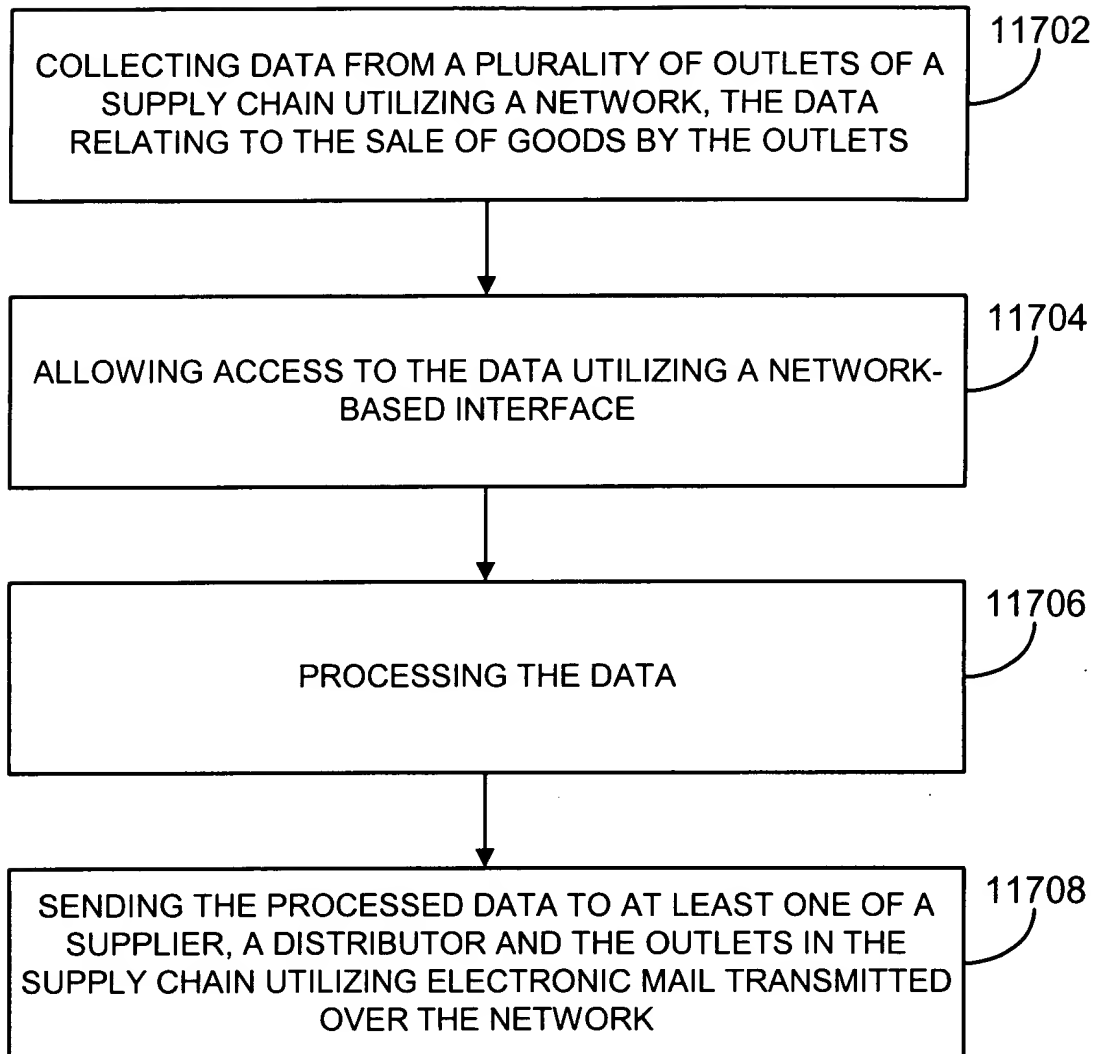 11702
COLLECTING DATA FROM A PLURALITY OF OUTLETS OF A
SUPPLY CHAIN UTILIZING A NETWORK, THE DATA
RELATING TO THE SALE OF GOODS BY THE OUTLETS
11704
ALLOWING ACCESS TO THE DATA UTILIZING A NETWORK-
BASED INTERFACE
11706
PROCESSING THE DATA
11708
SENDING THE PROCESSED DATA TO AT LEAST ONE OF A
SUPPLIER, A DISTRIBUTOR AND THE OUTLETS IN THE
SUPPLY CHAIN UTILIZING ELECTRONIC MAIL TRANSMITTED
OVER THE NETWORK